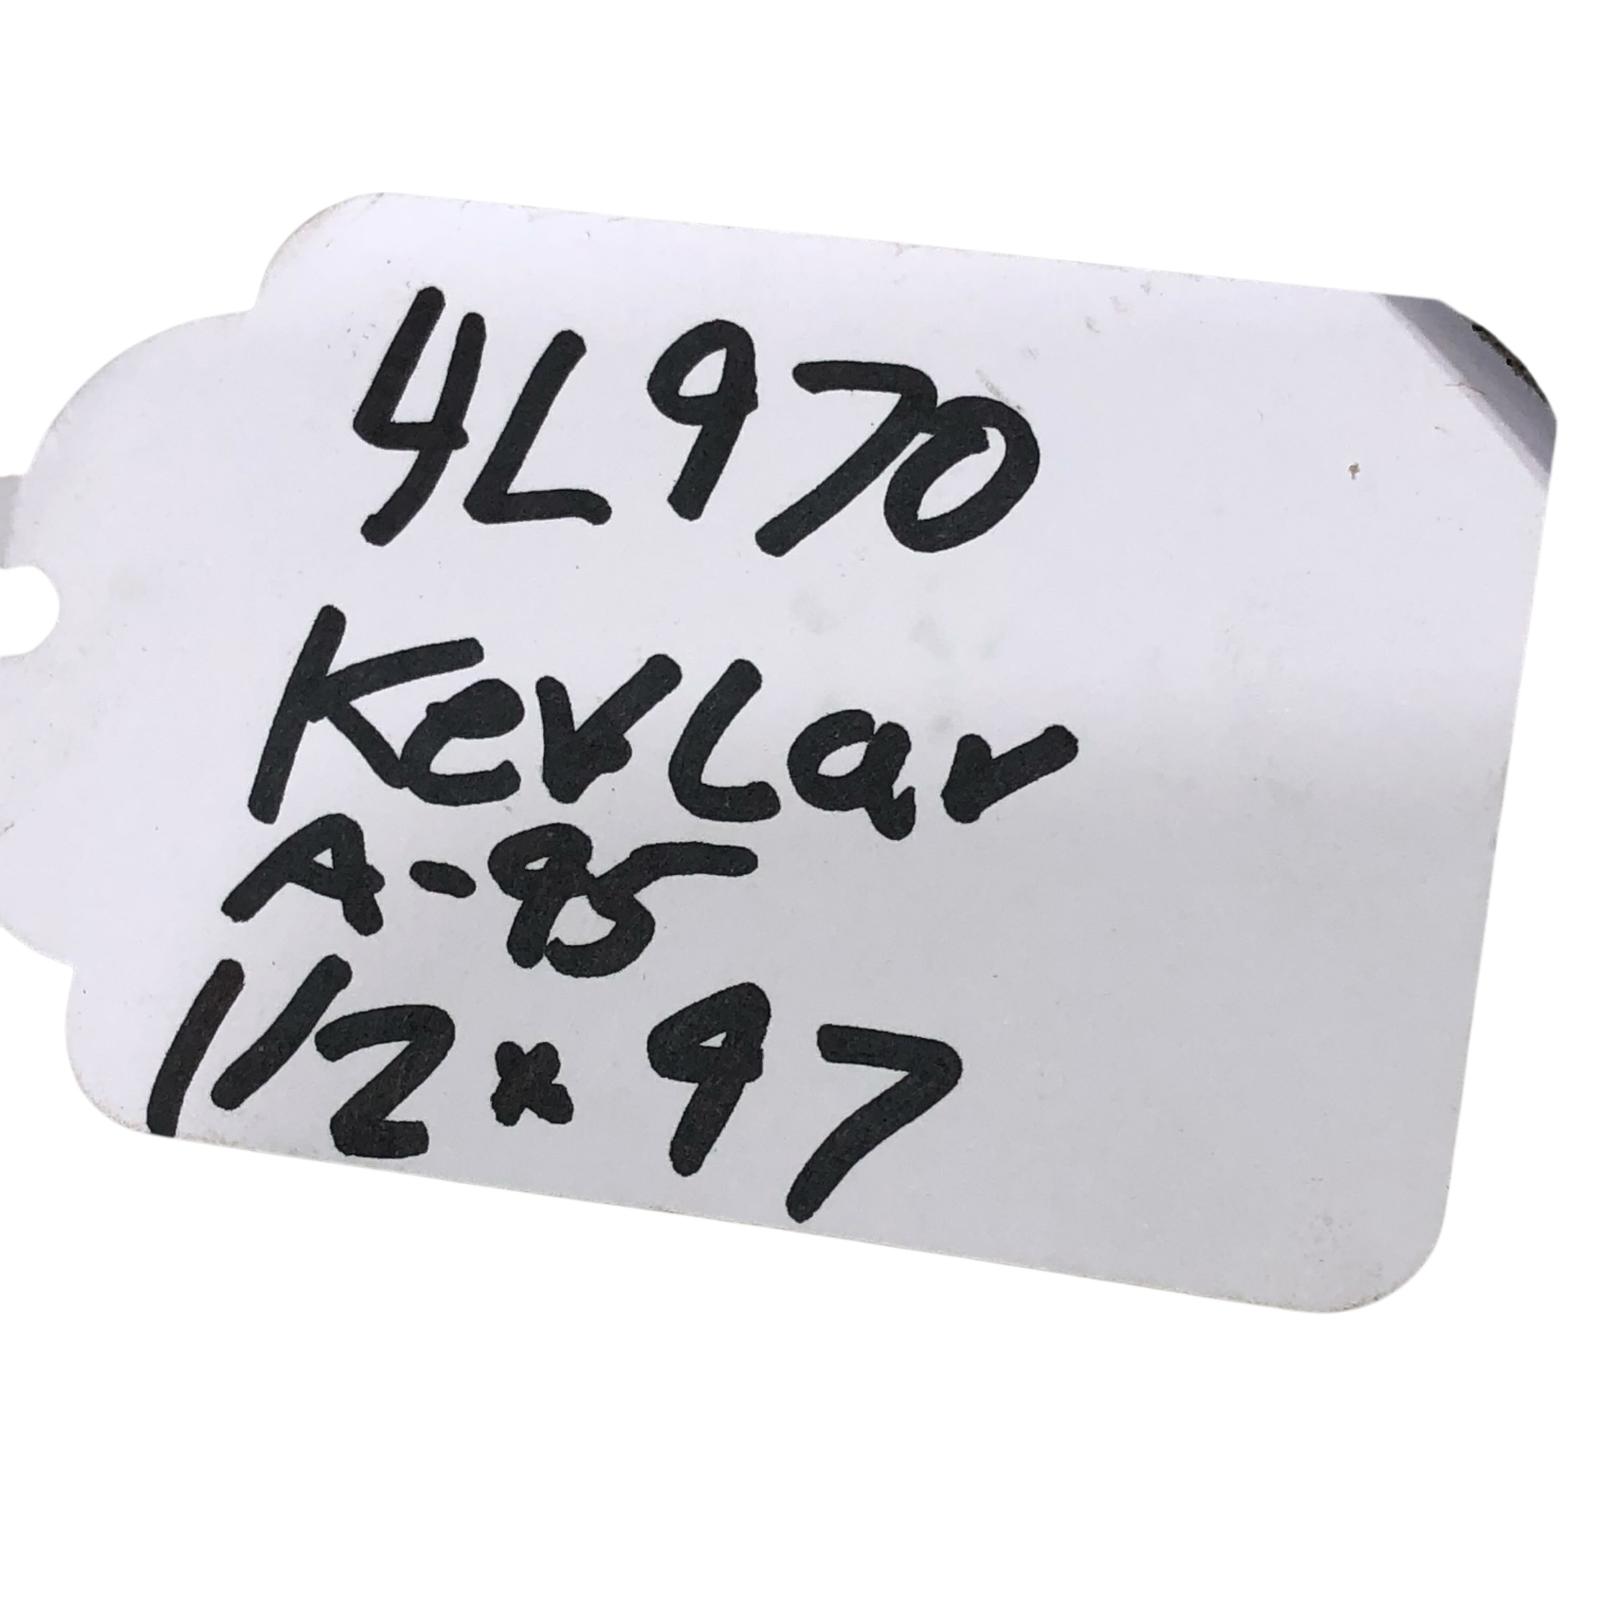 4L970
Kevlar
A-95
1/2 x 97